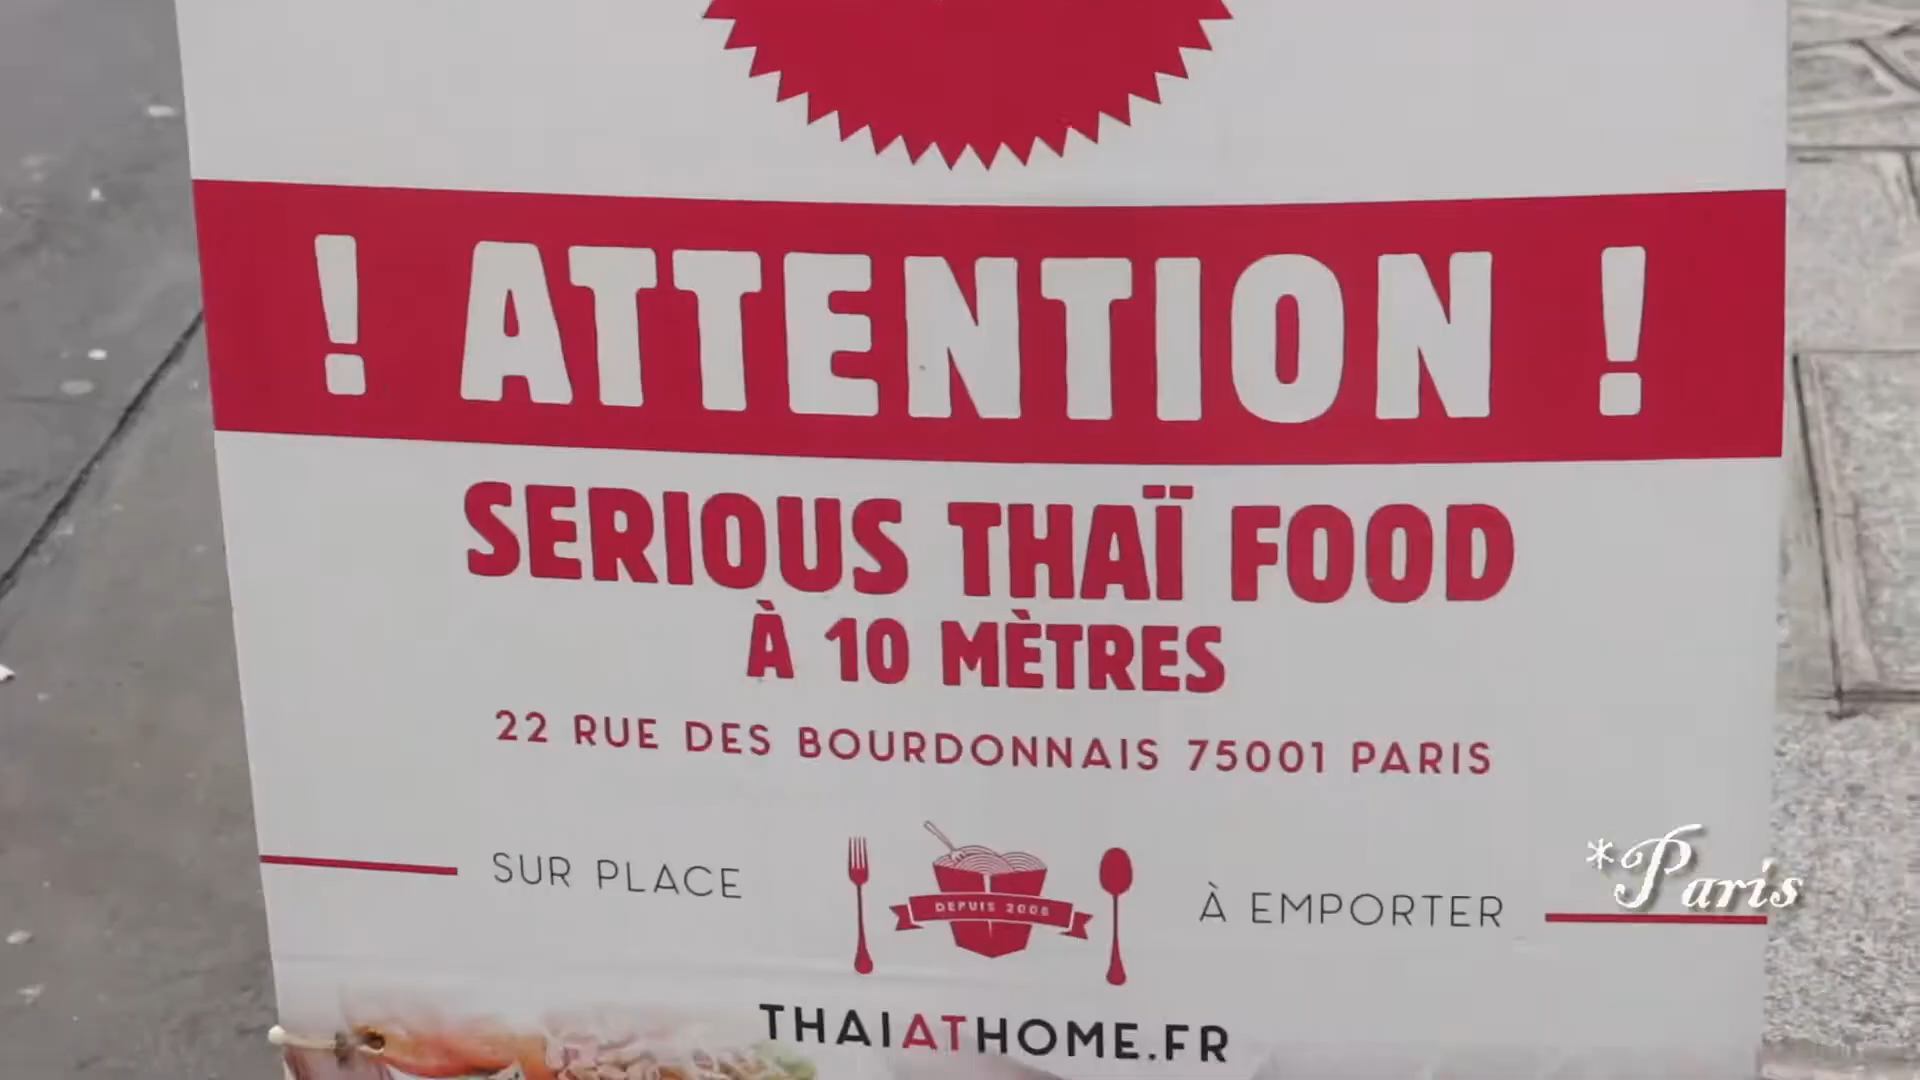 ! ATTENTION !
SERIOUS THAÏ FOOD
À 10 MÈTRES
22 RUE DES BOURDONNAIS 75001 PARIS
SUR PLACE
DEPUIS 2008
À EMPORTER
*Paris
THAIATHOME.FR